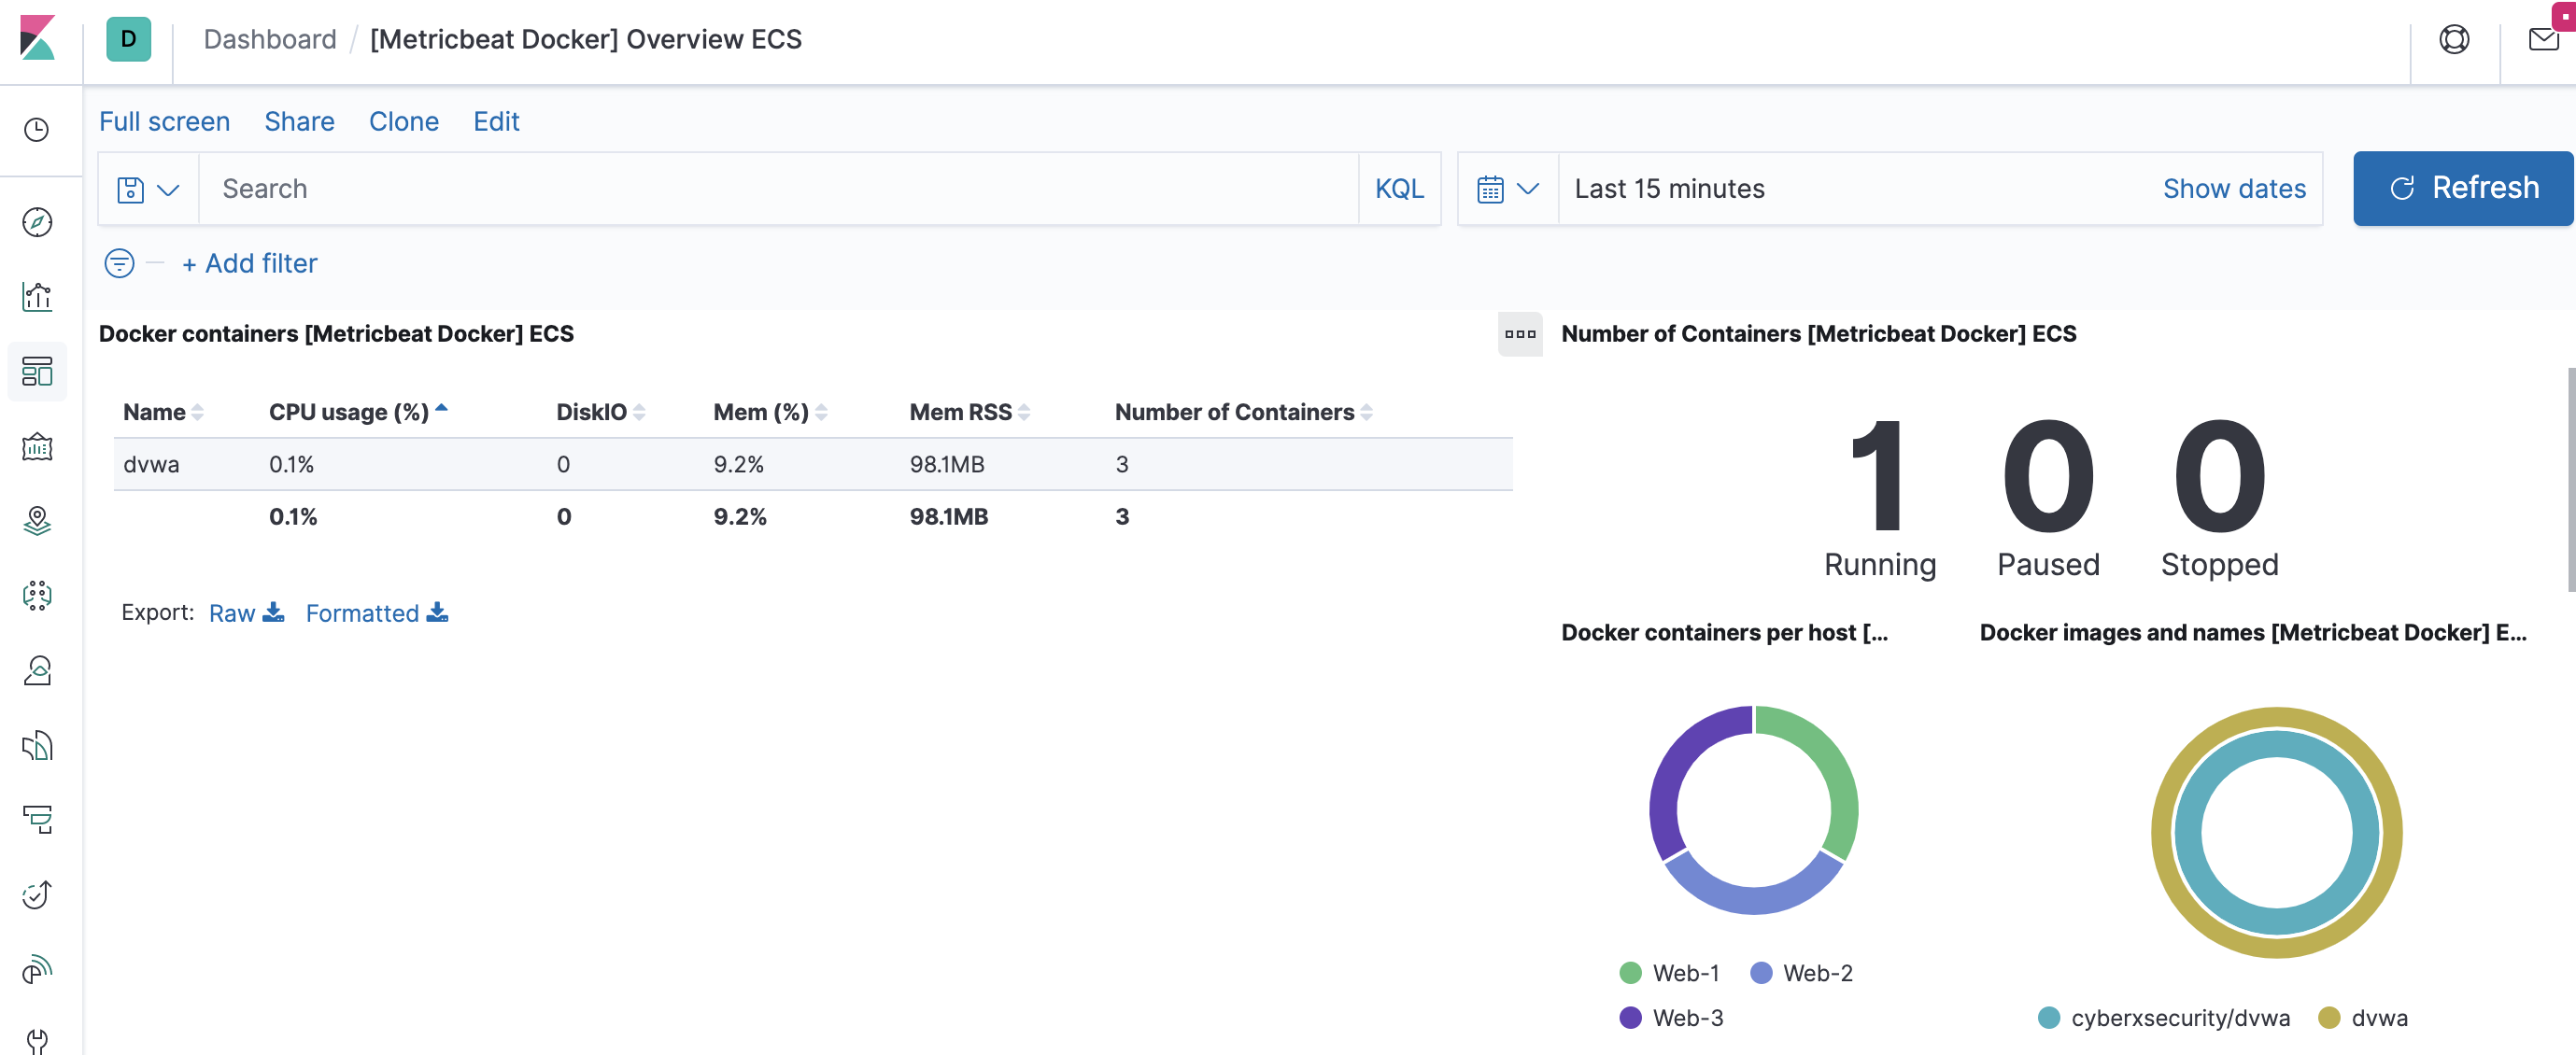 D
Dashboard / [Metricbeat Docker] Overview ECS
Full screen Share Clone Edit
Search KQL Last 15 minutes Show dates Refresh
+ Add filter
Docker containers [Metricbeat Docker] ECS
Name CPU usage (%) DiskIO Mem (%) Mem RSS Number of Containers
dvwa 0.1% 0 9.2% 98.1MB 3
0.1% 0 9.2% 98.1MB 3
Export: Raw Formatted
Number of Containers [Metricbeat Docker] ECS
1 0 0
Running Paused Stopped
Docker containers per host [...
Web-1 Web-2
Web-3
Docker images and names [Metricbeat Docker] E...
cyberxsecurity/dvwa dvwa